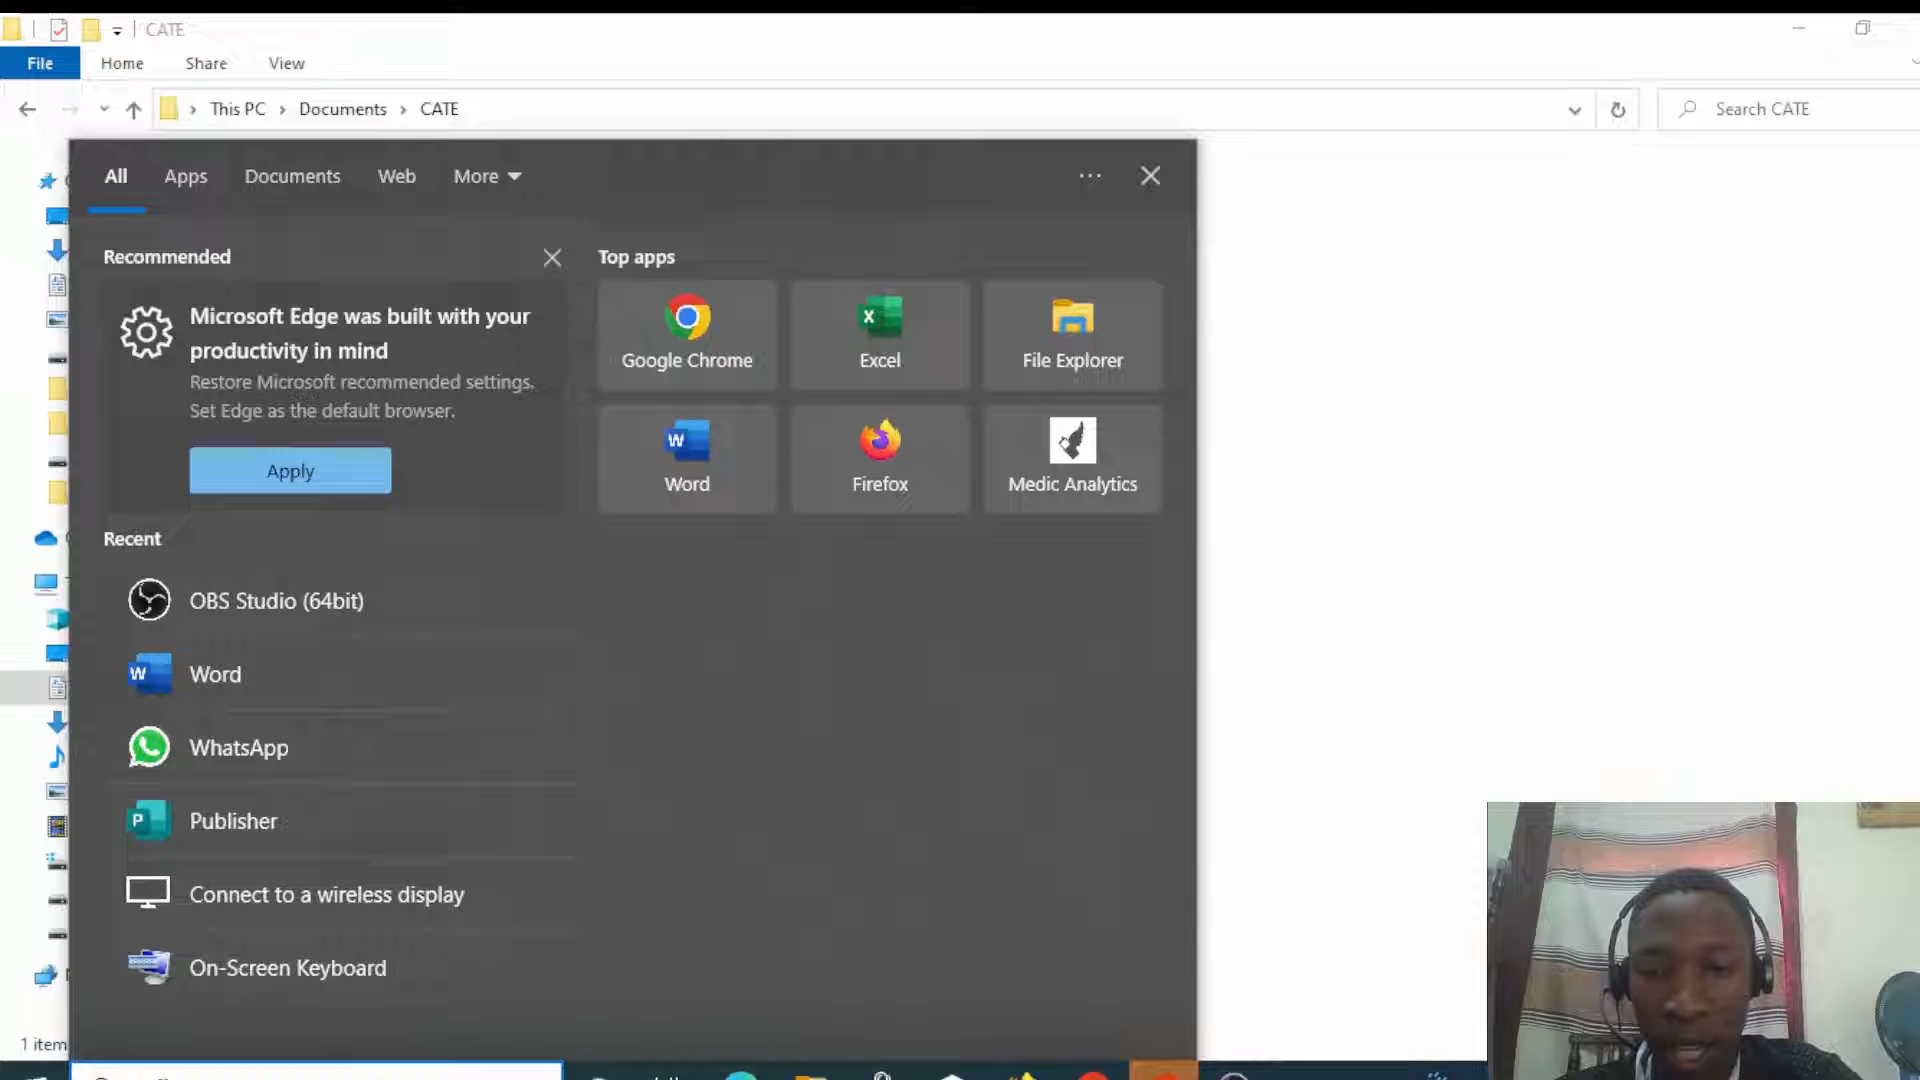 CATE
File
Home
Share
View
This PC
Documents
CATE
Search CATE
All
Apps
Documents
Web
More
Recommended
Microsoft Edge was built with your
productivity in mind
Restore Microsoft recommended settings.
Set Edge as the default browser.
Apply
Top apps
Google Chrome
Excel
File Explorer
Word
Firefox
Medic Analytics
Recent
OBS Studio (64bit)
Word
WhatsApp
Publisher
Connect to a wireless display
On-Screen Keyboard
1 item